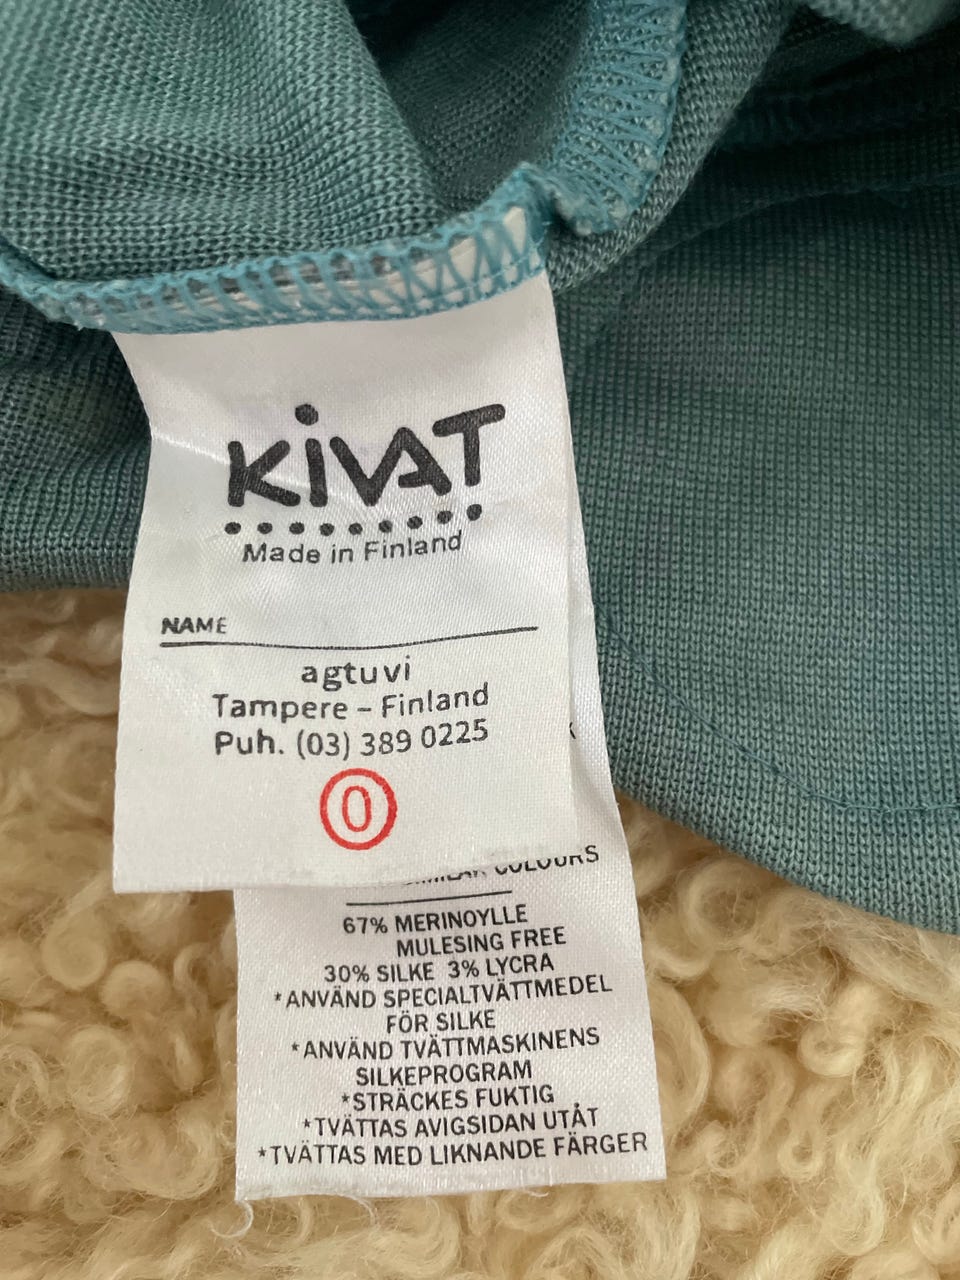 KiVAT
Made in Finland
NAME
agtuvi
Tampere – Finland
Puh. (03) 389 0225
0
COLOURS
67% MERINOYLLE
MULESING FREE
30% SILKE 3% LYCRA
*ANVÄND SPECIALTVÄTTMEDEL
FÖR SILKE
*ANVÄND TVÄTTMASKINENS
SILKEPROGRAM
*STRÄCKES FUKTIG
*TVÄTTAS AVIGSIDAN UTÅT
*TVÄTTAS MED LIKNANDE FÄRGER